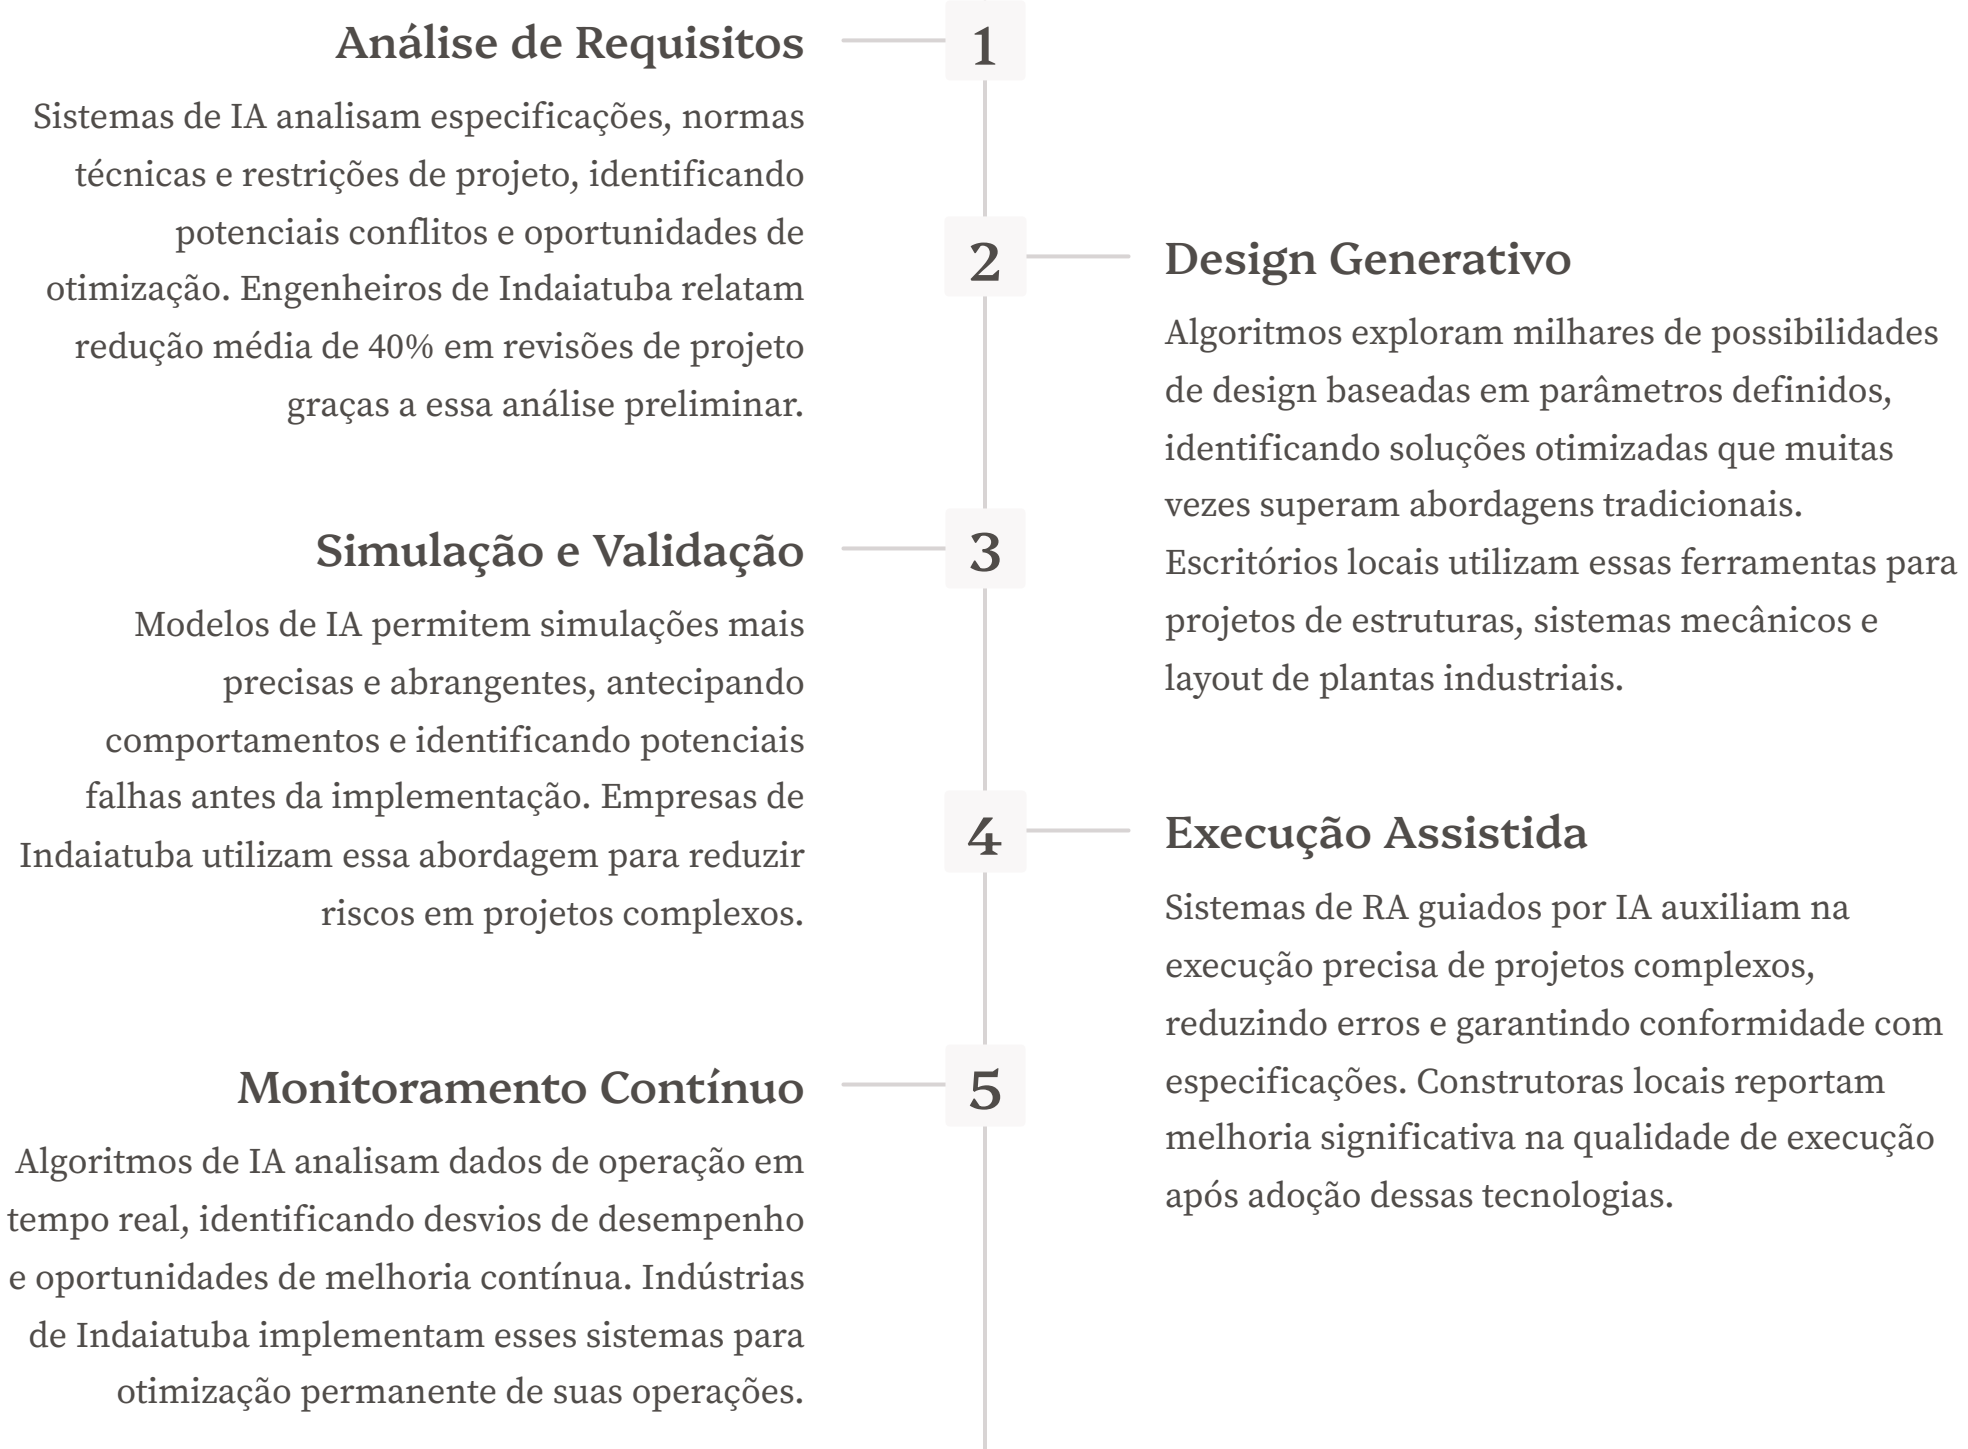 Análise de Requisitos
1
Sistemas de IA analisam especificações, normas
técnicas e restrições de projeto, identificando
potenciais conflitos e oportunidades de
otimização. Engenheiros de Indaiatuba relatam
redução média de 40% em revisões de projeto
graças a essa análise preliminar.
2
Design Generativo
Algoritmos exploram milhares de possibilidades
de design baseadas em parâmetros definidos,
identificando soluções otimizadas que muitas
vezes superam abordagens tradicionais.
Escritórios locais utilizam essas ferramentas para
projetos de estruturas, sistemas mecânicos e
layout de plantas industriais.
Simulação e Validação
3
Modelos de IA permitem simulações mais
precisas e abrangentes, antecipando
comportamentos e identificando potenciais
falhas antes da implementação. Empresas de
Indaiatuba utilizam essa abordagem para reduzir
riscos em projetos complexos.
4
Execução Assistida
Sistemas de RA guiados por IA auxiliam na
execução precisa de projetos complexos,
reduzindo erros e garantindo conformidade com
especificações. Construtoras locais reportam
melhoria significativa na qualidade de execução
após adoção dessas tecnologias.
Monitoramento Contínuo
5
Algoritmos de IA analisam dados de operação em
tempo real, identificando desvios de desempenho
e oportunidades de melhoria contínua. Indústrias
de Indaiatuba implementam esses sistemas para
otimização permanente de suas operações.